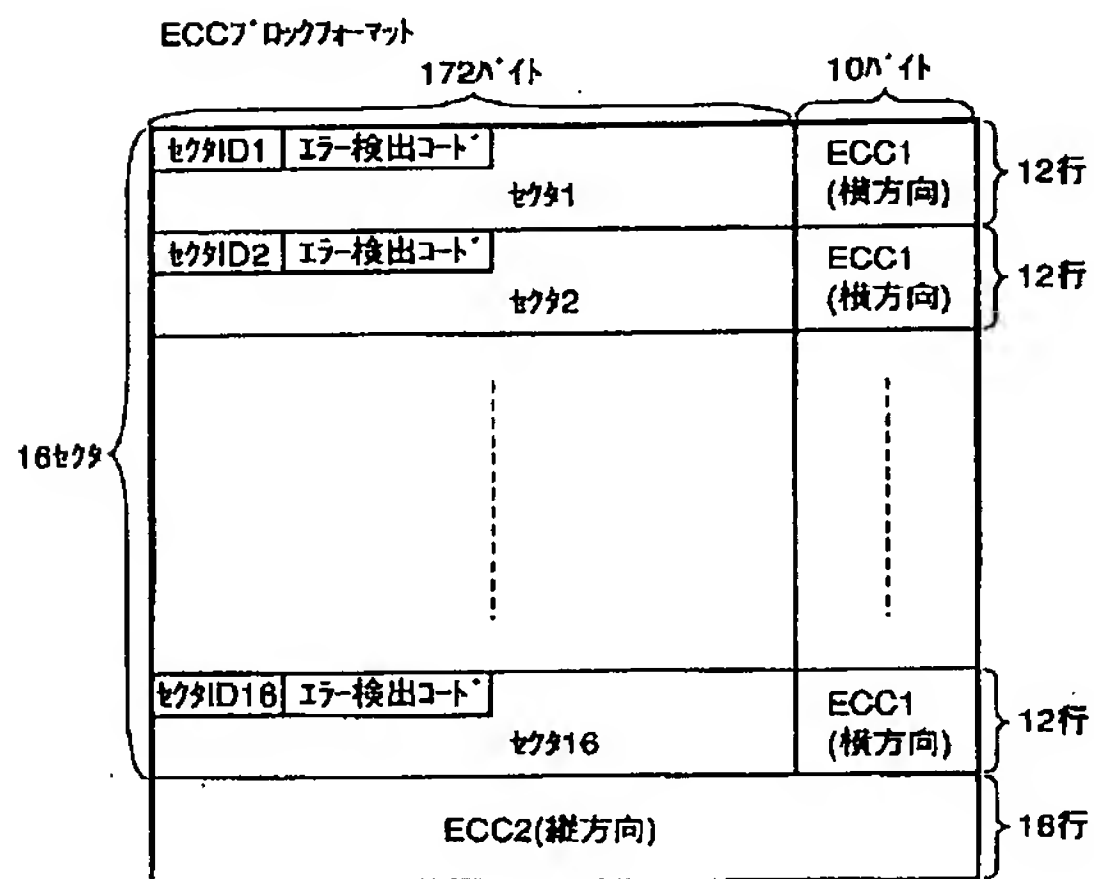 ECCブロックフォーマット
172バイト
10バイト
セクタID1 エラー検出コード
セクタ1
ECC1
(横方向)
12行
セクタID2 エラー検出コード
セクタ2
ECC1
(横方向)
12行
16セクタ
セクタID16 エラー検出コード
セクタ16
ECC1
(横方向)
12行
ECC2(縦方向)
16行